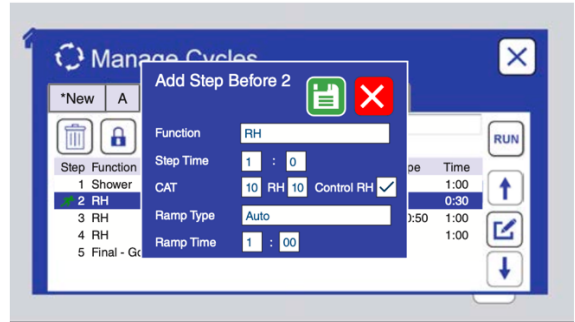 Manage Cycles
Add Step Before 2
*New A
Function RH
RUN
Step Time 1 : 0
Step Function pe Time
1 Shower 1:00
CAT 10 RH 10 Control RH
2 RH 0:30
Ramp Type Auto
3 RH 0:50 1:00
4 RH 1:00
Ramp Time 1 : 00
5 Final - Go